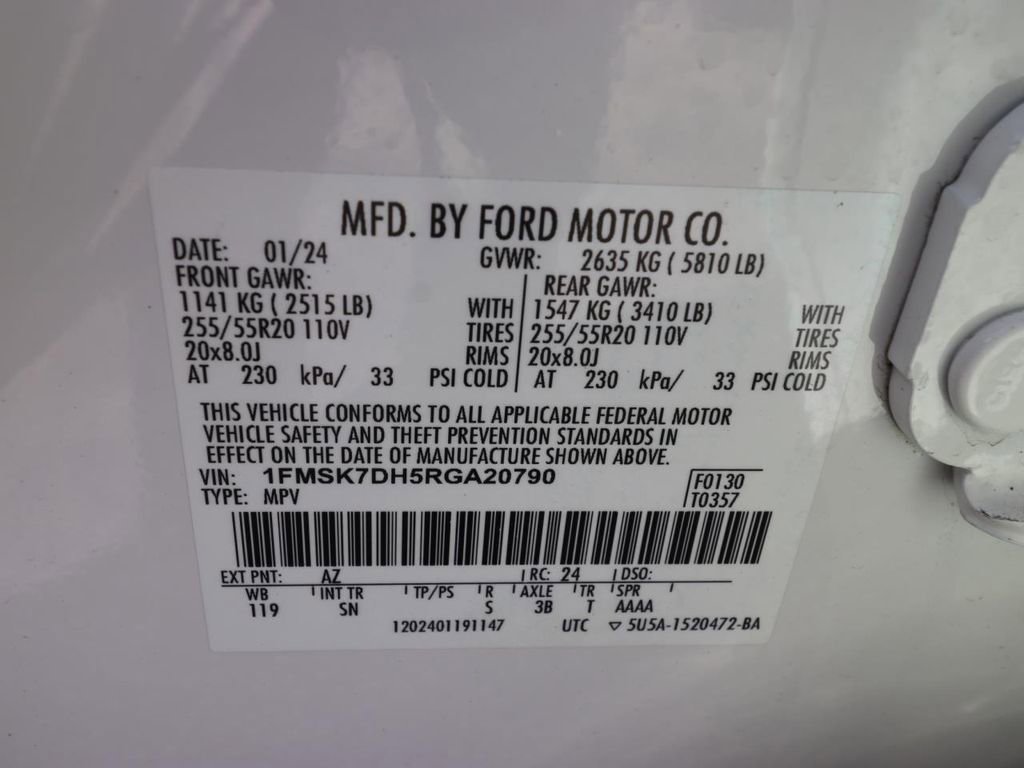 MFD. BY FORD MOTOR CO.
DATE: 01/24 GVWR: 2635 KG ( 5810 LB)
FRONT GAWR: REAR GAWR:
1141 KG ( 2515 LB) WITH 1547 KG ( 3410 LB) WITH
255/55R20 110V TIRES 255/55R20 110V TIRES
20x8.0J RIMS 20x8.0J RIMS
AT 230 kPa/ 33 PSI COLD AT 230 kPa/ 33 PSI COLD
THIS VEHICLE CONFORMS TO ALL APPLICABLE FEDERAL MOTOR
VEHICLE SAFETY AND THEFT PREVENTION STANDARDS IN
EFFECT ON THE DATE OF MANUFACTURE SHOWN ABOVE.
VIN: 1FMSK7DH5RGA20790 F0130
TYPE: MPV T0357
EXT PNT: AZ RC: 24 DSO:
WB INT TR TP/PS R AXLE TR SPR
119 SN S 3B T AAAA
1202401191147 UTC ▽ 5U5A-1520472-BA